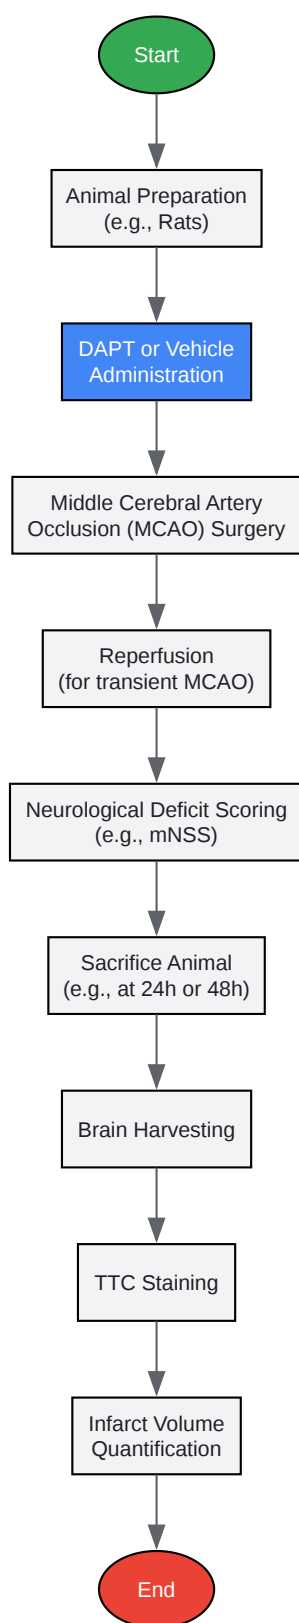 Start
Animal Preparation
(e.g., Rats)
DAPT or Vehicle
Administration
Middle Cerebral Artery
Occlusion (MCAO) Surgery
Reperfusion
(for transient MCAO)
Neurological Deficit Scoring
(e.g., mNSS)
Sacrifice Animal
(e.g., at 24h or 48h)
Brain Harvesting
TTC Staining
Infarct Volume
Quantification
End